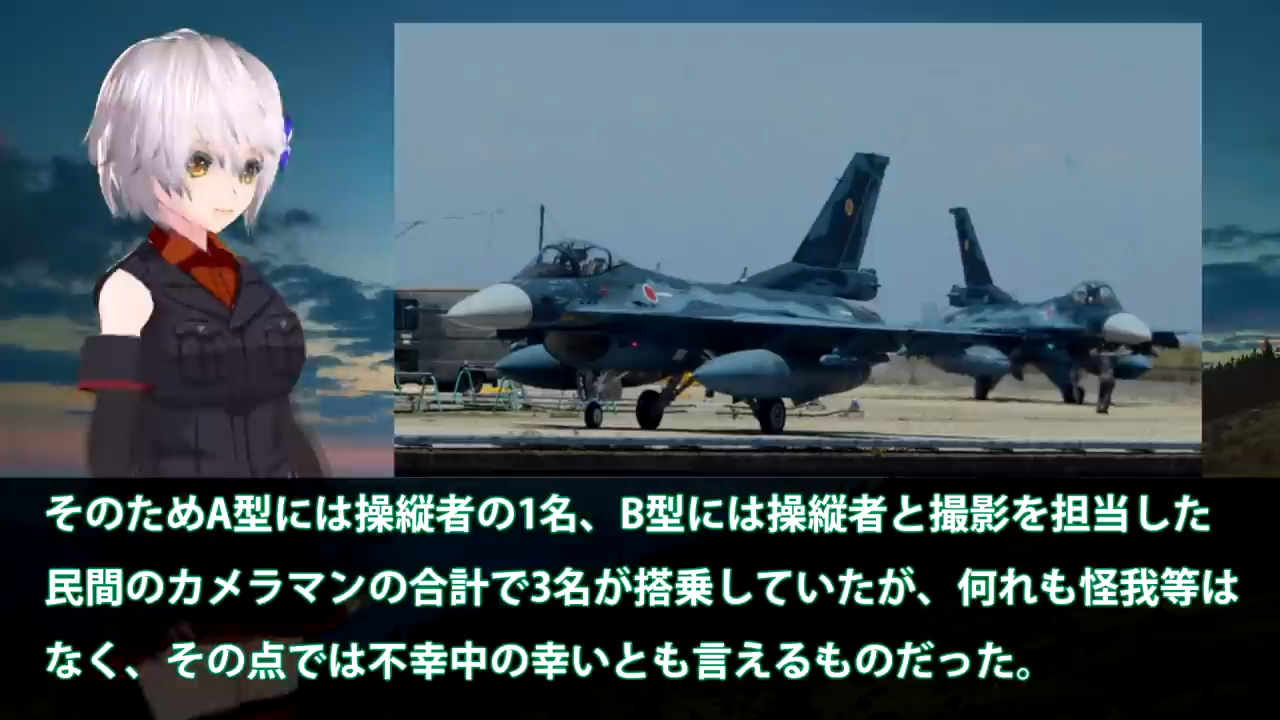 そのためA型には操縦者の1名、B型には操縦者と撮影を担当した
民間のカメラマンの合計で3名が搭乗していたが、何れも怪我等は
なく、その点では不幸中の幸いとも言えるものだった。